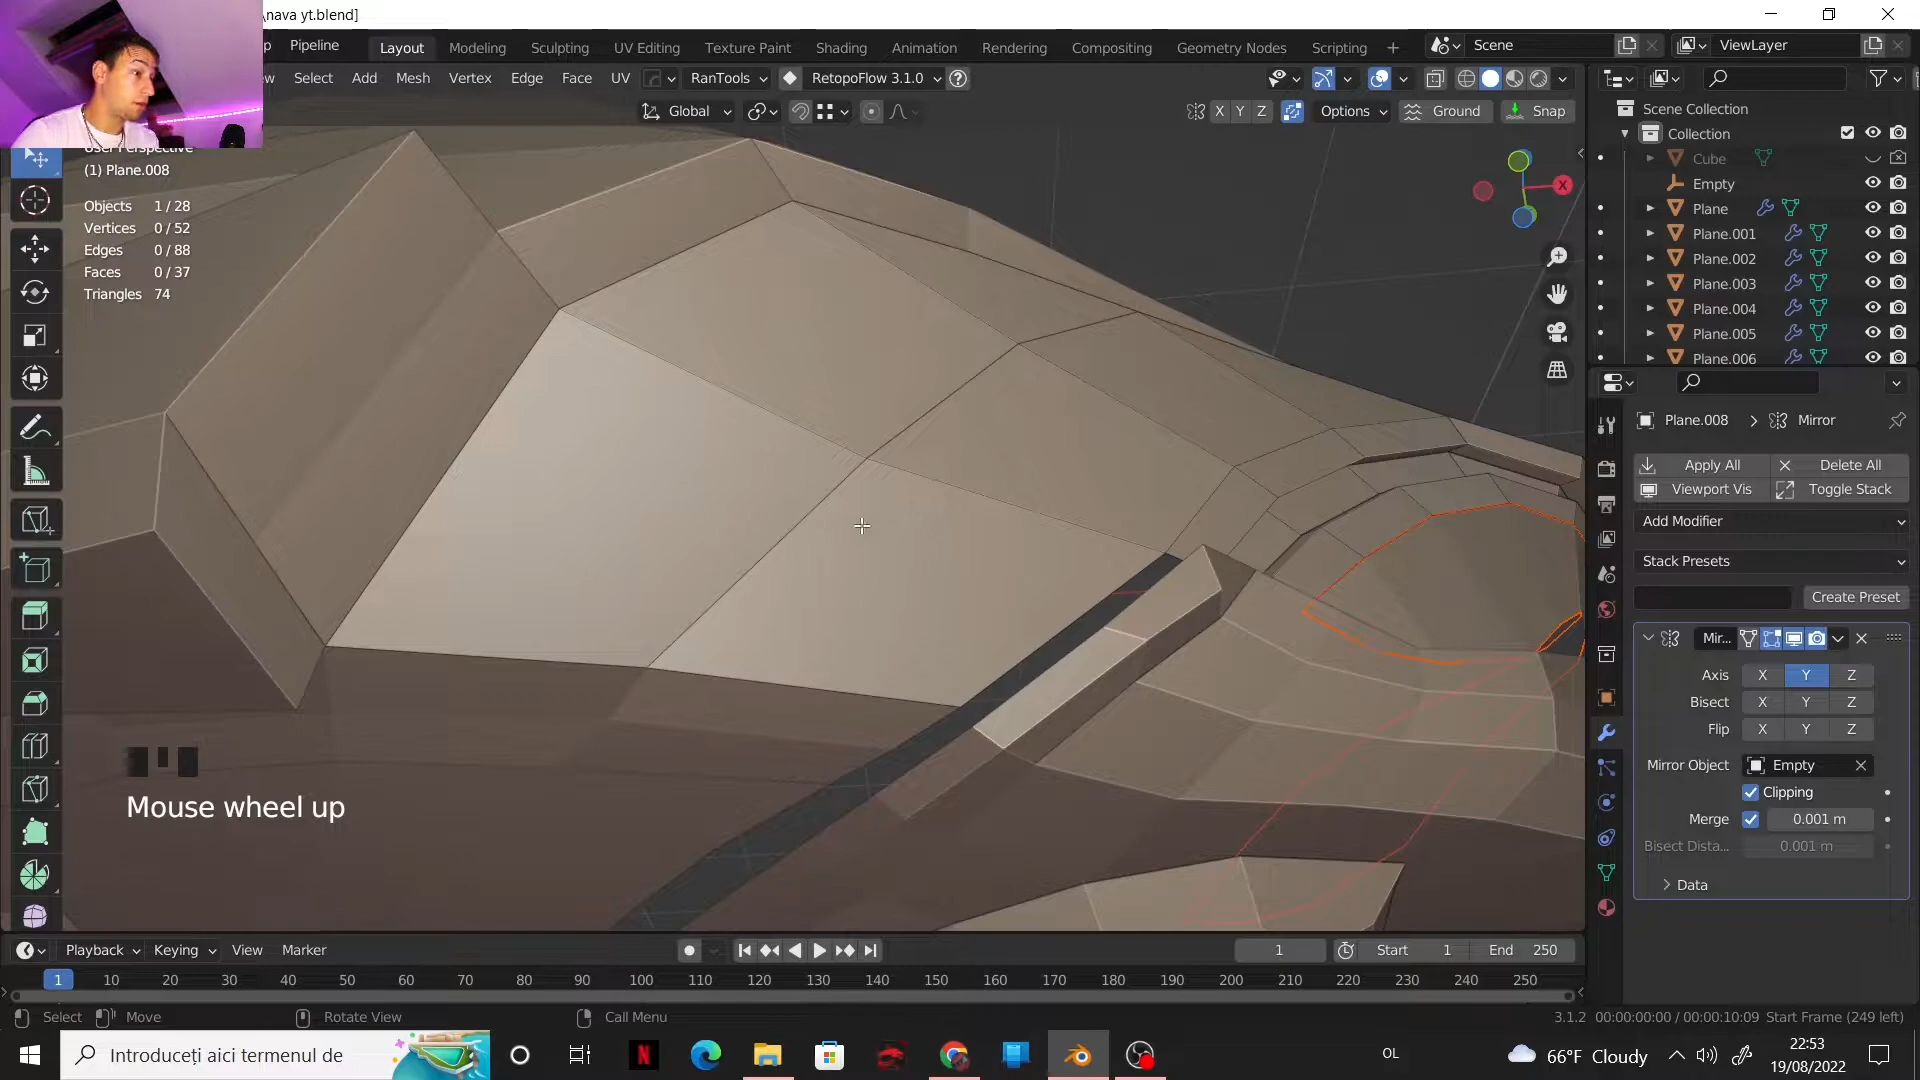 \nava yt.blend]
Pipeline
Layout
Modeling
Sculpting
UV Editing
Texture Paint
Shading
Animation
Rendering
Compositing
Geometry Nodes
Scripting
Scene
ViewLayer
Select
Add
Mesh
Vertex
Edge
Face
UV
RanTools
RetopoFlow 3.1.0
Global
X
Y
Z
Options
Ground
Snap
(1) Plane.008
Objects 1 / 28
Vertices 0 / 52
Edges 0 / 88
Faces 0 / 37
Triangles 74
X
Scene Collection
Collection
Cube
Empty
Plane
Plane.001
Plane.002
Plane.003
Plane.004
Plane.005
Plane.006
Plane.008 > Mirror
Apply All
Delete All
Viewport Vis
Toggle Stack
Add Modifier
Stack Presets
Create Preset
Mir...
Axis X Y Z
Bisect X Y Z
Flip X Y Z
Mirror Object Empty
Clipping
Merge 0.001 m
Bisect Dista... 0.001 m
Data
Mouse wheel up
Playback
Keying
View
Marker
1
Start 1
End 250
1 10 20 30 40 50 60 70 80 90 100 110 120 130 140 150 160 170 180 190 200 210 220 230 240 250
Select
Move
Rotate View
Call Menu
3.1.2 00:00:00:00 / 00:00:10:09 Start Frame (249 left)
Introduceți aici termenul de
N
OL
66°F Cloudy
22:53
19/08/2022